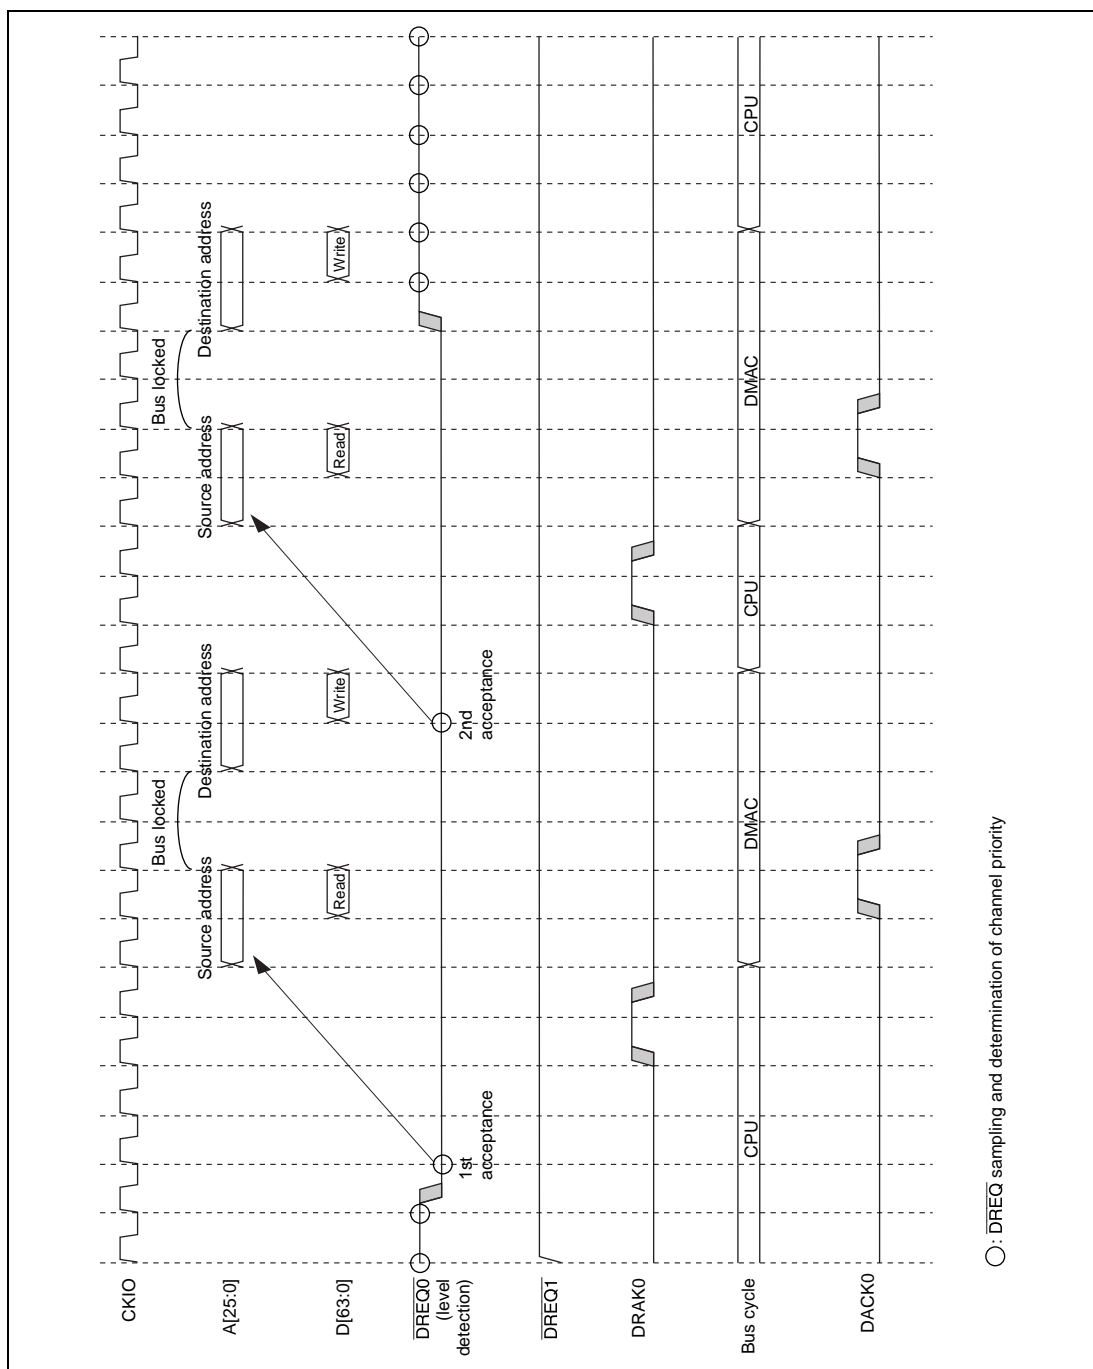 CKIO
Source address
Bus locked
Destination address
Source address
Bus locked
Destination address
A[25:0]
Read
Write
Read
Write
D[63:0]
DREQ0
(level
detection)
1st
acceptance
2nd
acceptance
DREQ1
DRAK0
Bus cycle
CPU
DMAC
CPU
DMAC
CPU
DACK0
○: DREQ sampling and determination of channel priority